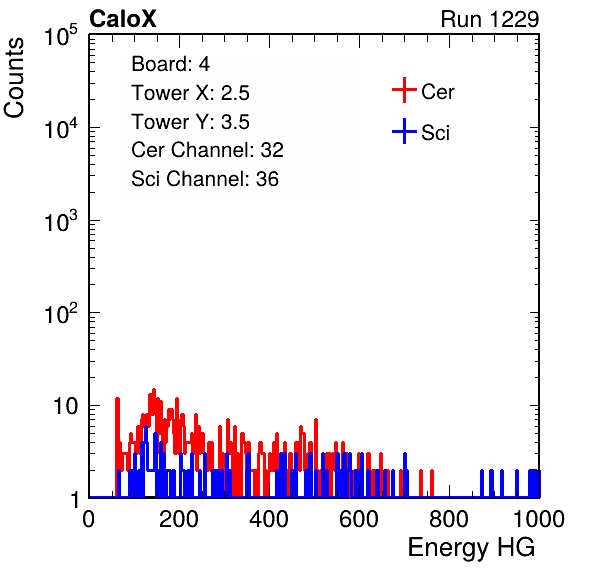 CaloX Run 1229
Counts
10^5
10^4
10^3
10^2
10
1
Board: 4
Tower X: 2.5
Tower Y: 3.5
Cer Channel: 32
Sci Channel: 36
Cer
Sci
0 200 400 600 800 1000
Energy HG